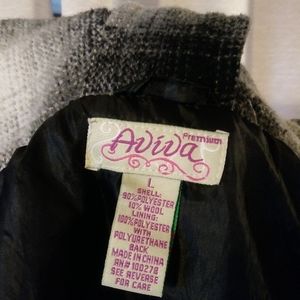 Aviva
Premium
L
SHELL:
90%POLYESTER
10% WOOL
LINING:
100%POLYESTER
WITH
POLYURETHANE
BACK
MADE IN CHINA
RN# 100278
SEE REVERSE
FOR CARE